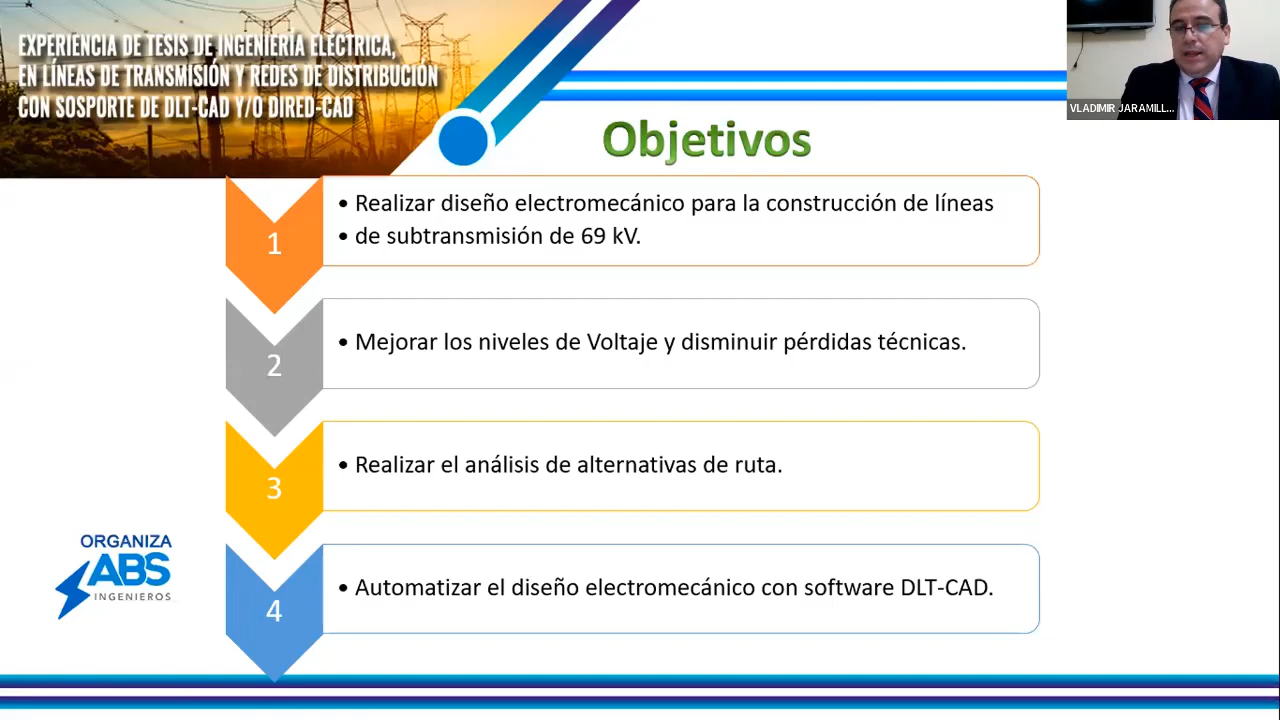 EXPERIENCIA DE TESIS DE INGENIERÍA ELÉCTRICA,
EN LÍNEAS DE TRANSMISIÓN Y REDES DE DISTRIBUCIÓN
CON SOSPORTE DE DLT-CAD Y/O DIRED-CAD
VLADIMIR JARAMILL...
Objetivos
1
• Realizar diseño electromecánico para la construcción de líneas
• de subtransmisión de 69 kV.
2
• Mejorar los niveles de Voltaje y disminuir pérdidas técnicas.
3
• Realizar el análisis de alternativas de ruta.
4
• Automatizar el diseño electromecánico con software DLT-CAD.
ORGANIZA
ABS
INGENIEROS